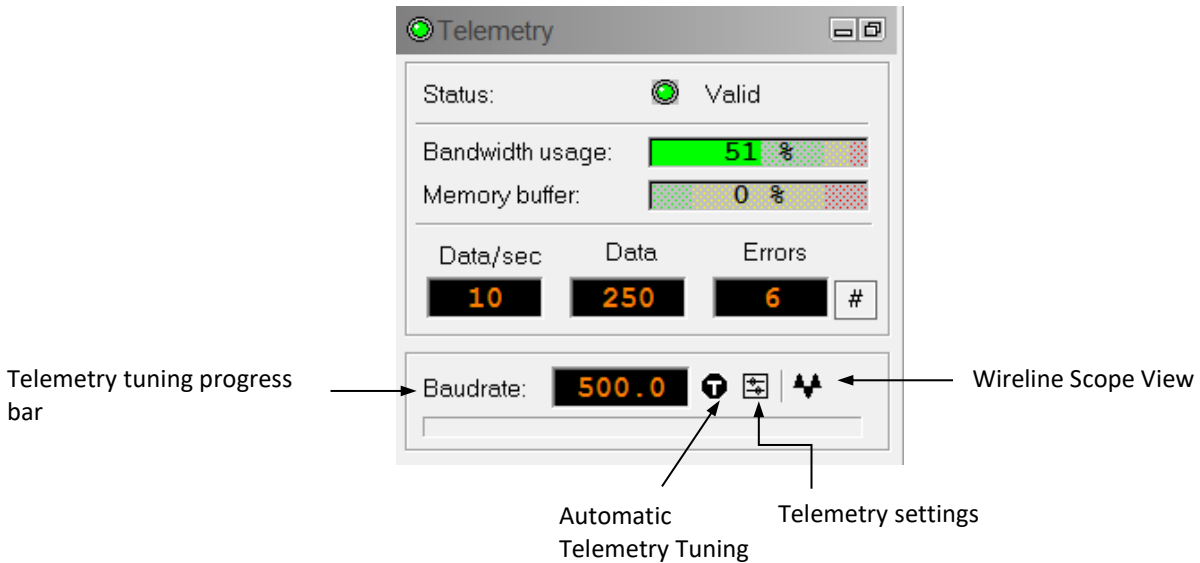 Telemetry
Status: Valid
Bandwidth usage: 51 %
Memory buffer: 0 %
Data/sec Data Errors
10 250 6 #
Telemetry tuning progress
bar
Baudrate: 500.0 T
Wireline Scope View
Automatic
Telemetry Tuning
Telemetry settings